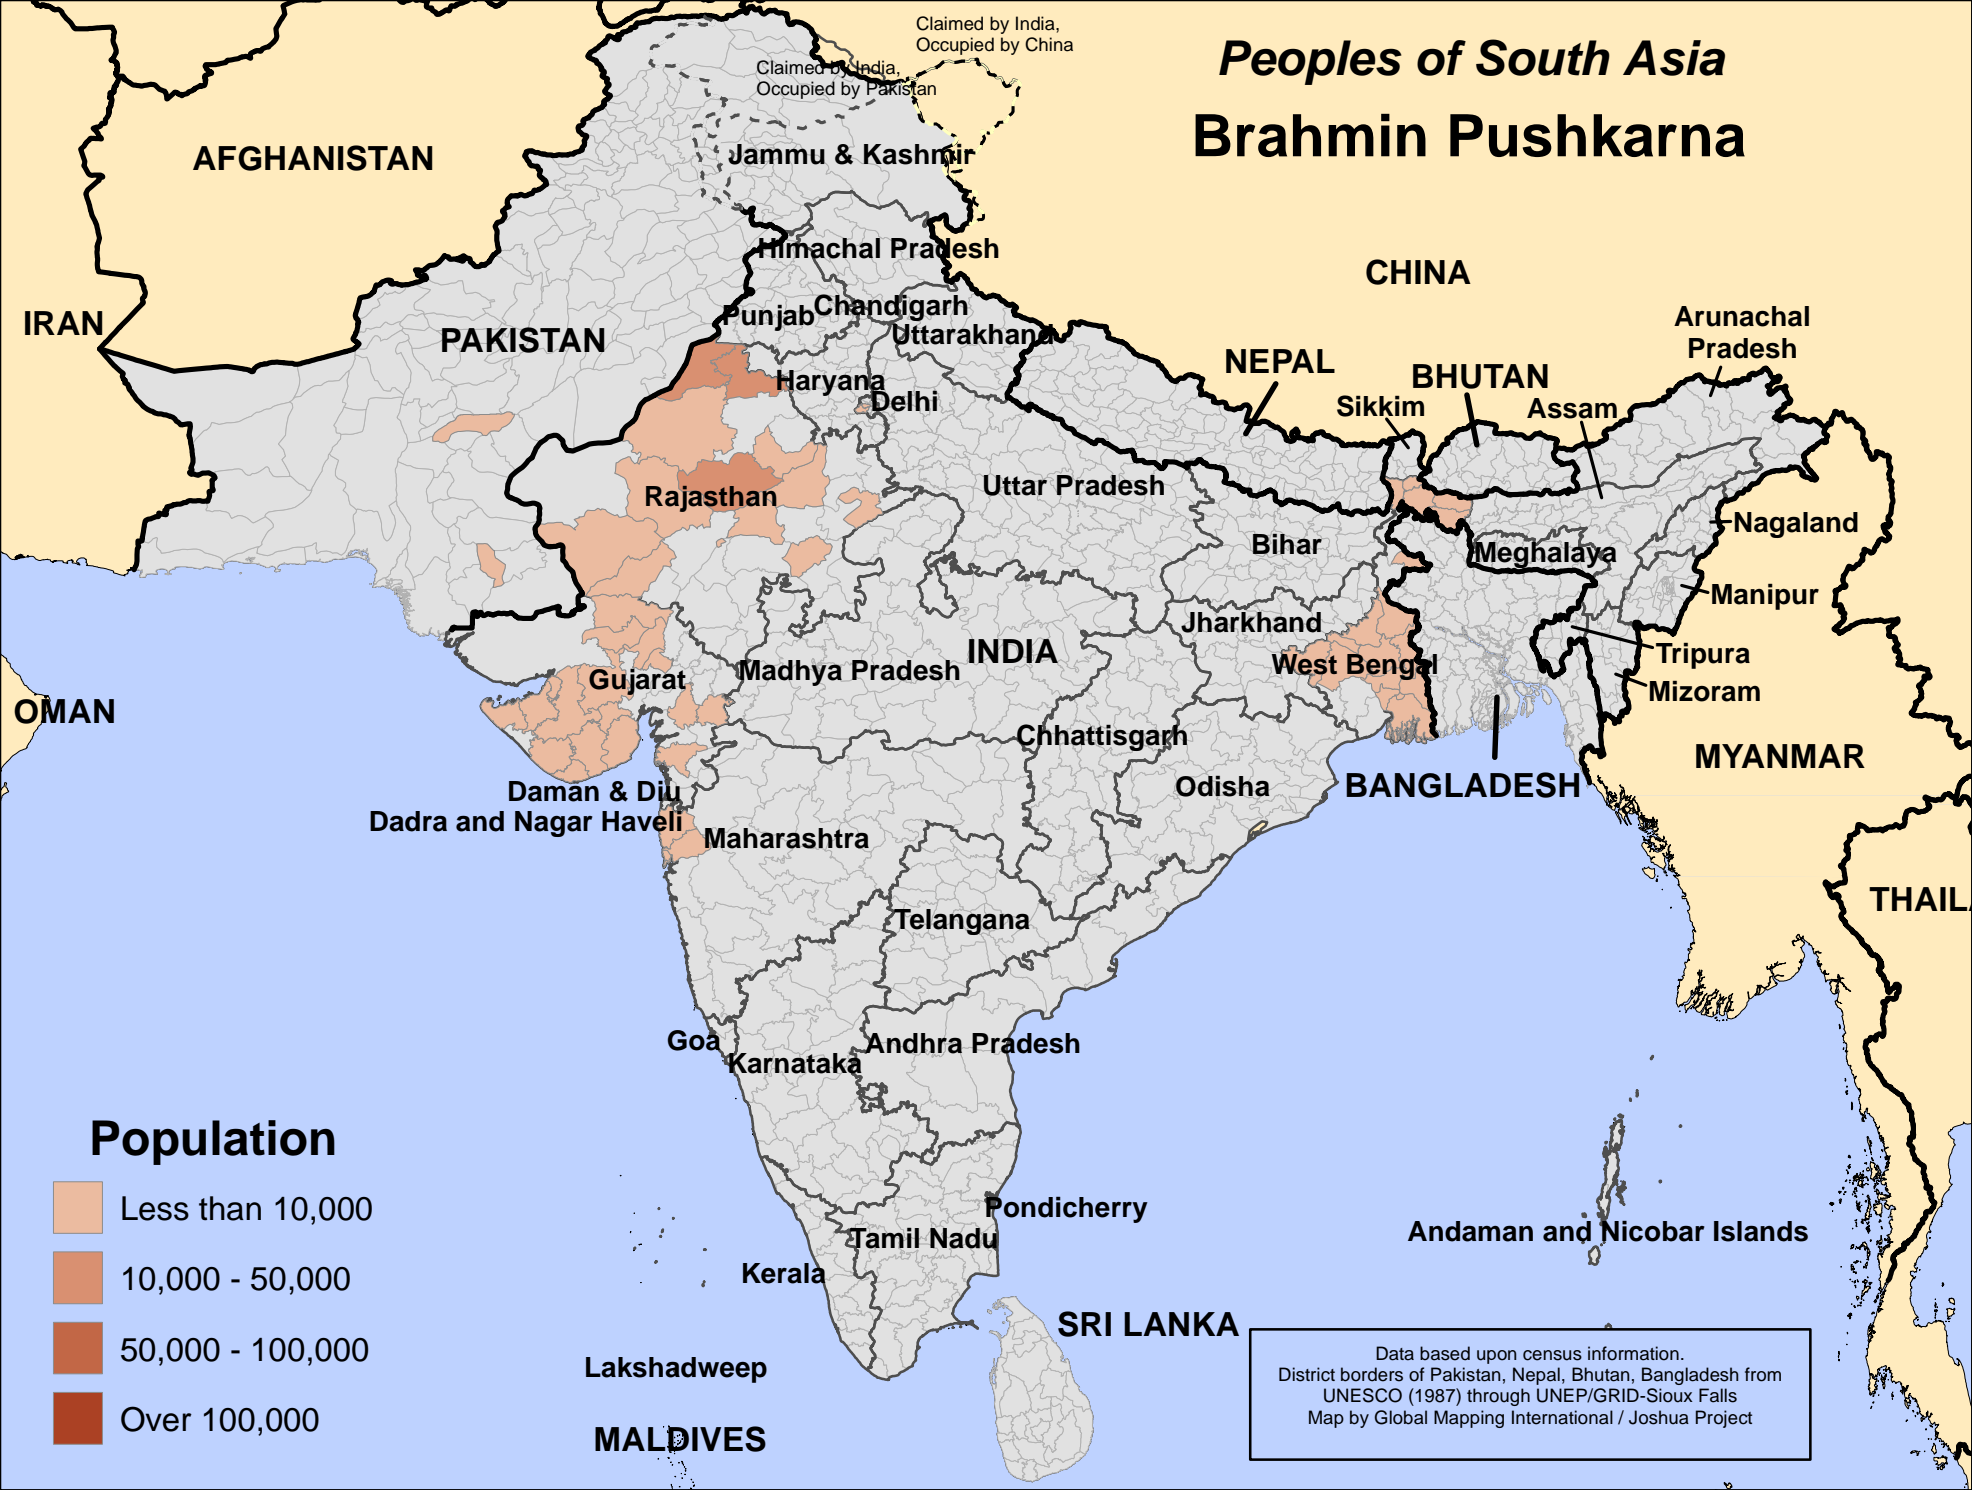 Claimed by India,
Occupied by China
Peoples of South Asia
Claimed by India,
Occupied by Pakistan
Brahmin Pushkarna
AFGHANISTAN
Jammu & Kashmir
Himachal Pradesh
CHINA
Punjab
Chandigarh
Arunachal
Pradesh
IRAN
PAKISTAN
Uttarakhand
NEPAL
BHUTAN
Haryana
Delhi
Sikkim
Assam
Rajasthan
Uttar Pradesh
Nagaland
Bihar
Meghalaya
Manipur
Jharkhand
INDIA
Tripura
West Bengal
Madhya Pradesh
Gujarat
Mizoram
OMAN
Chhattisgarh
MYANMAR
Odisha
BANGLADESH
Daman & Diu
Dadra and Nagar Haveli
Maharashtra
THAIL
Telangana
Goa
Andhra Pradesh
Karnataka
Population
Less than 10,000
10,000 - 50,000
50,000 - 100,000
Over 100,000
Pondicherry
Tamil Nadu
Andaman and Nicobar Islands
Kerala
SRI LANKA
Lakshadweep
MALDIVES
Data based upon census information.
District borders of Pakistan, Nepal, Bhutan, Bangladesh from
UNESCO (1987) through UNEP/GRID-Sioux Falls
Map by Global Mapping International / Joshua Project